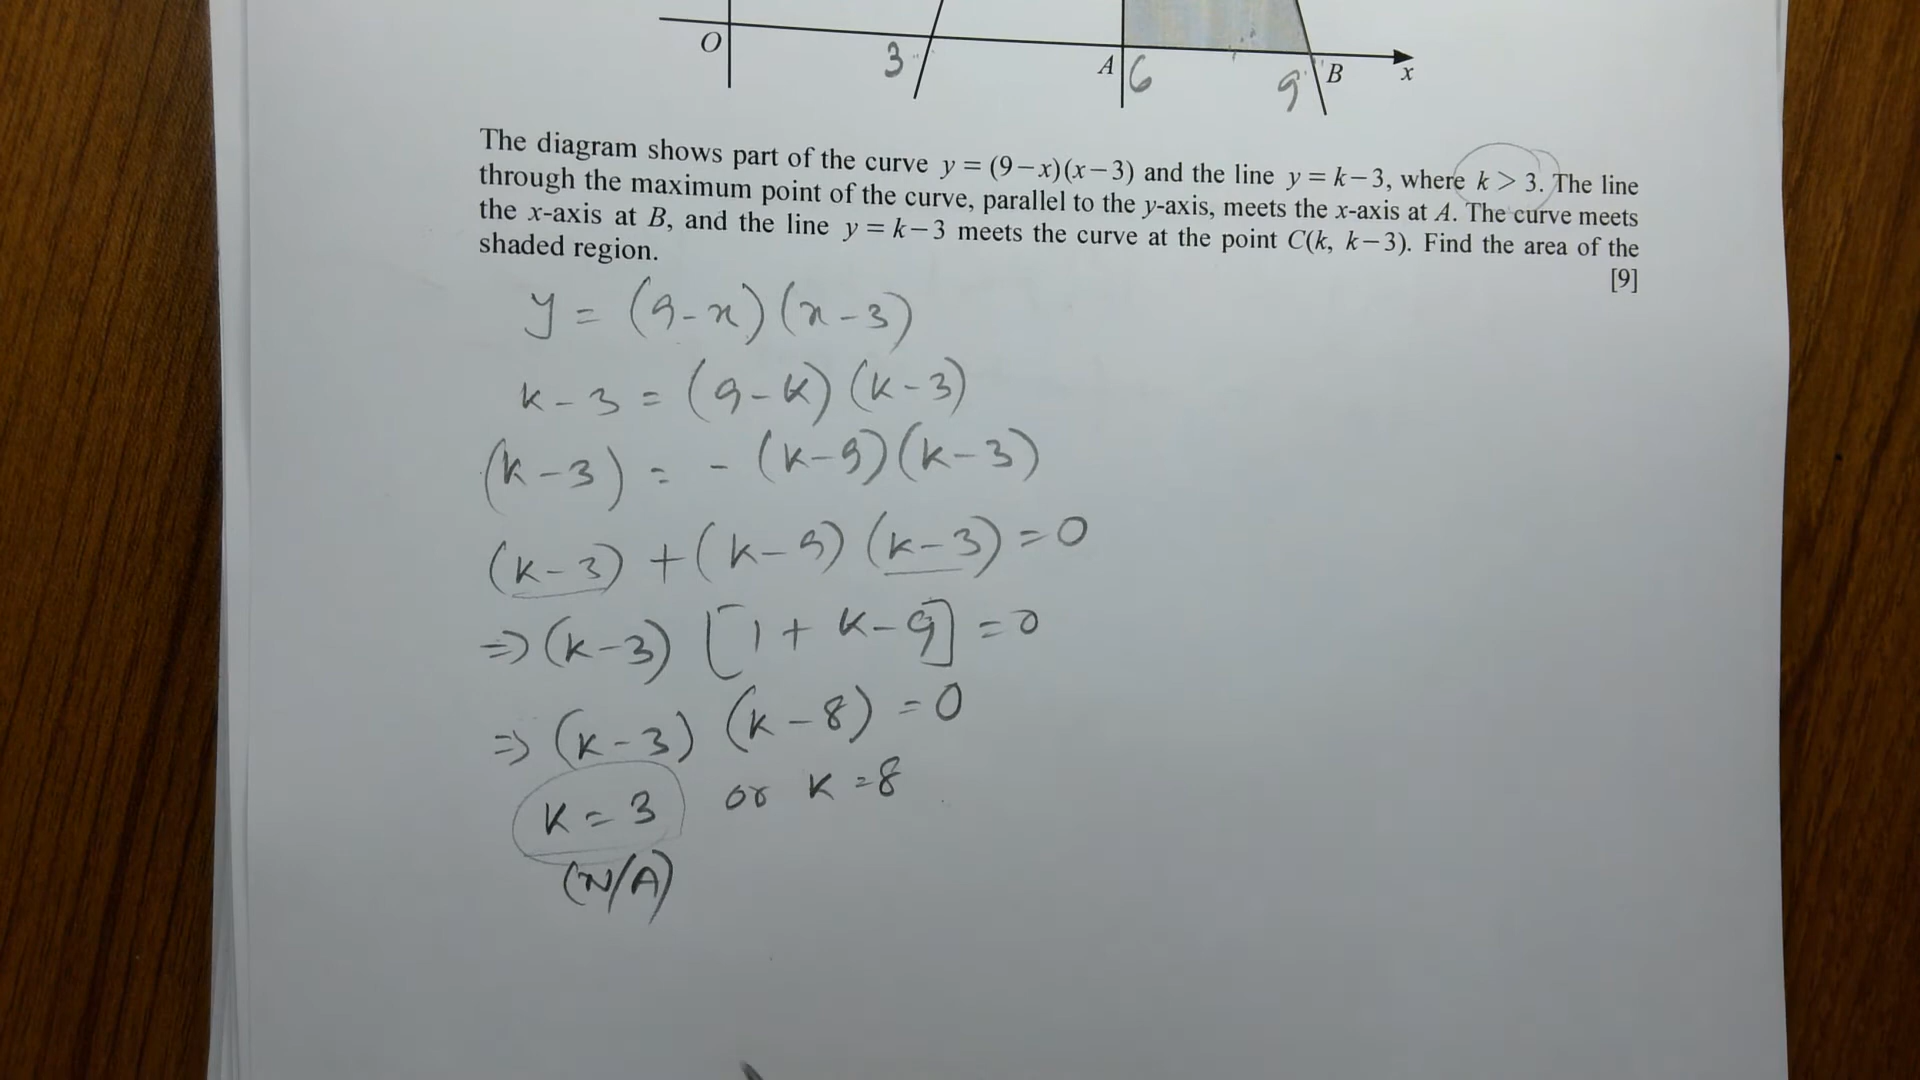 O 3 A 6 9 B x
The diagram shows part of the curve y = (9−x)(x−3) and the line y = k−3, where k > 3. The line
through the maximum point of the curve, parallel to the y-axis, meets the x-axis at A. The curve meets
the x-axis at B, and the line y = k−3 meets the curve at the point C(k, k−3). Find the area of the
shaded region.
[9]
y = (9-x)(x-3)
k-3 = (9-k)(k-3)
(k-3) = -(k-9)(k-3)
(k-3) + (k-9)(k-3) = 0
⇒ (k-3) [1 + k-9] = 0
⇒ (k-3) (k-8) = 0
k = 3 or k = 8
(N/A)